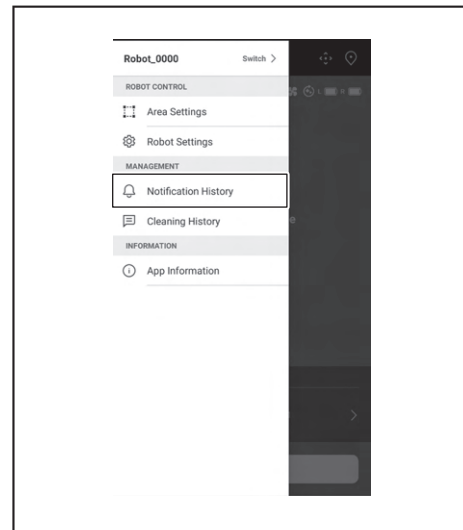 Robot_0000
Switch >
ROBOT CONTROL
Area Settings
Robot Settings
MANAGEMENT
Notification History
Cleaning History
INFORMATION
App Information